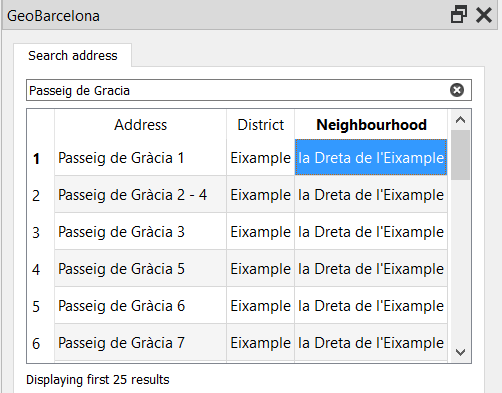 GeoBarcelona
Search address
Passeig de Gracia
Address District Neighbourhood
1 Passeig de Gràcia 1 Eixample la Dreta de l'Eixample
2 Passeig de Gràcia 2 - 4 Eixample la Dreta de l'Eixample
3 Passeig de Gràcia 3 Eixample la Dreta de l'Eixample
4 Passeig de Gràcia 5 Eixample la Dreta de l'Eixample
5 Passeig de Gràcia 6 Eixample la Dreta de l'Eixample
6 Passeig de Gràcia 7 Eixample la Dreta de l'Eixample
Displaying first 25 results